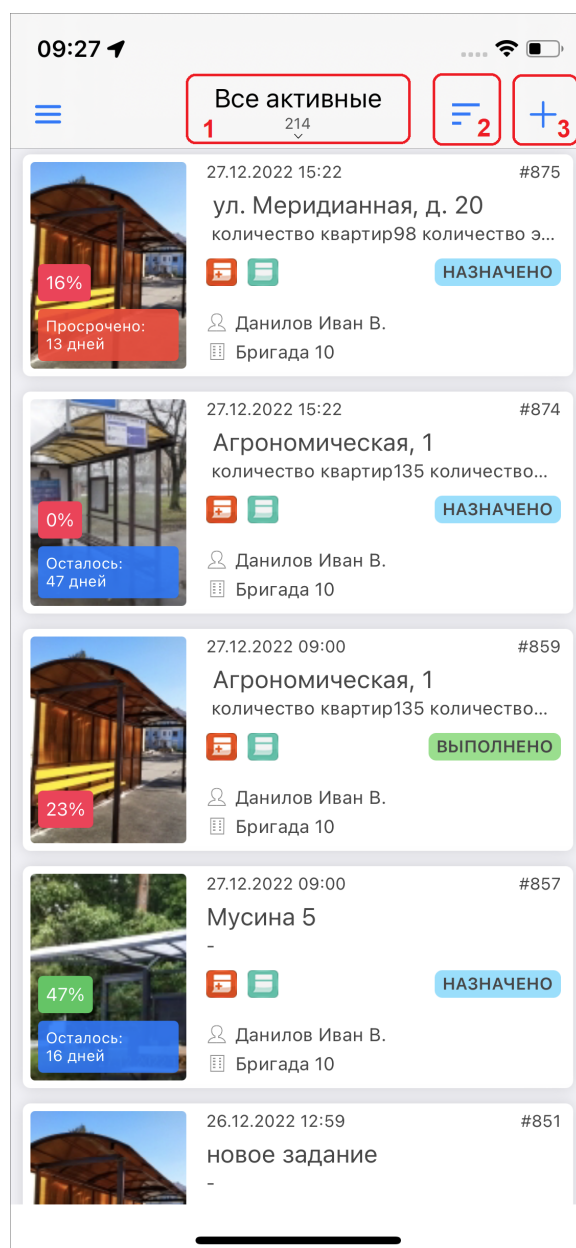 09:27
Все активные
214
1
2
3
27.12.2022 15:22
#875
ул. Меридианная, д. 20
количество квартир98 количество э...
16%
НАЗНАЧЕНО
Просрочено:
13 дней
Данилов Иван В.
Бригада 10
27.12.2022 15:22
#874
Агрономическая, 1
количество квартир135 количество...
0%
НАЗНАЧЕНО
Осталось:
47 дней
Данилов Иван В.
Бригада 10
27.12.2022 09:00
#859
Агрономическая, 1
количество квартир135 количество...
ВЫПОЛНЕНО
23%
Данилов Иван В.
Бригада 10
27.12.2022 09:00
#857
Мусина 5
-
47%
НАЗНАЧЕНО
Осталось:
16 дней
Данилов Иван В.
Бригада 10
26.12.2022 12:59
#851
новое задание
-